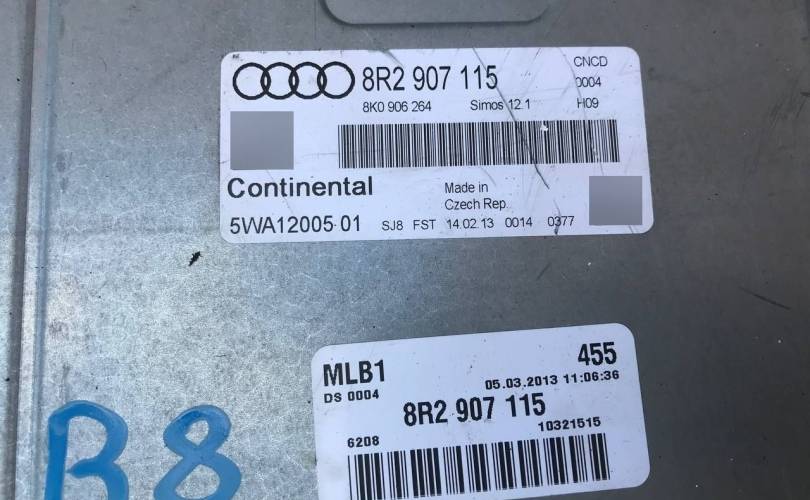 8R2 907 115 CNCD
8K0 906 264 Simos 12.1 0004
H09
Continental Made in
Czech Rep.
5WA12005 01 SJ8 FST 14.02.13 0014 0377
MLB1 455
DS 0004 05.03.2013 11:06:36
8R2 907 115
6208 10321515
B8